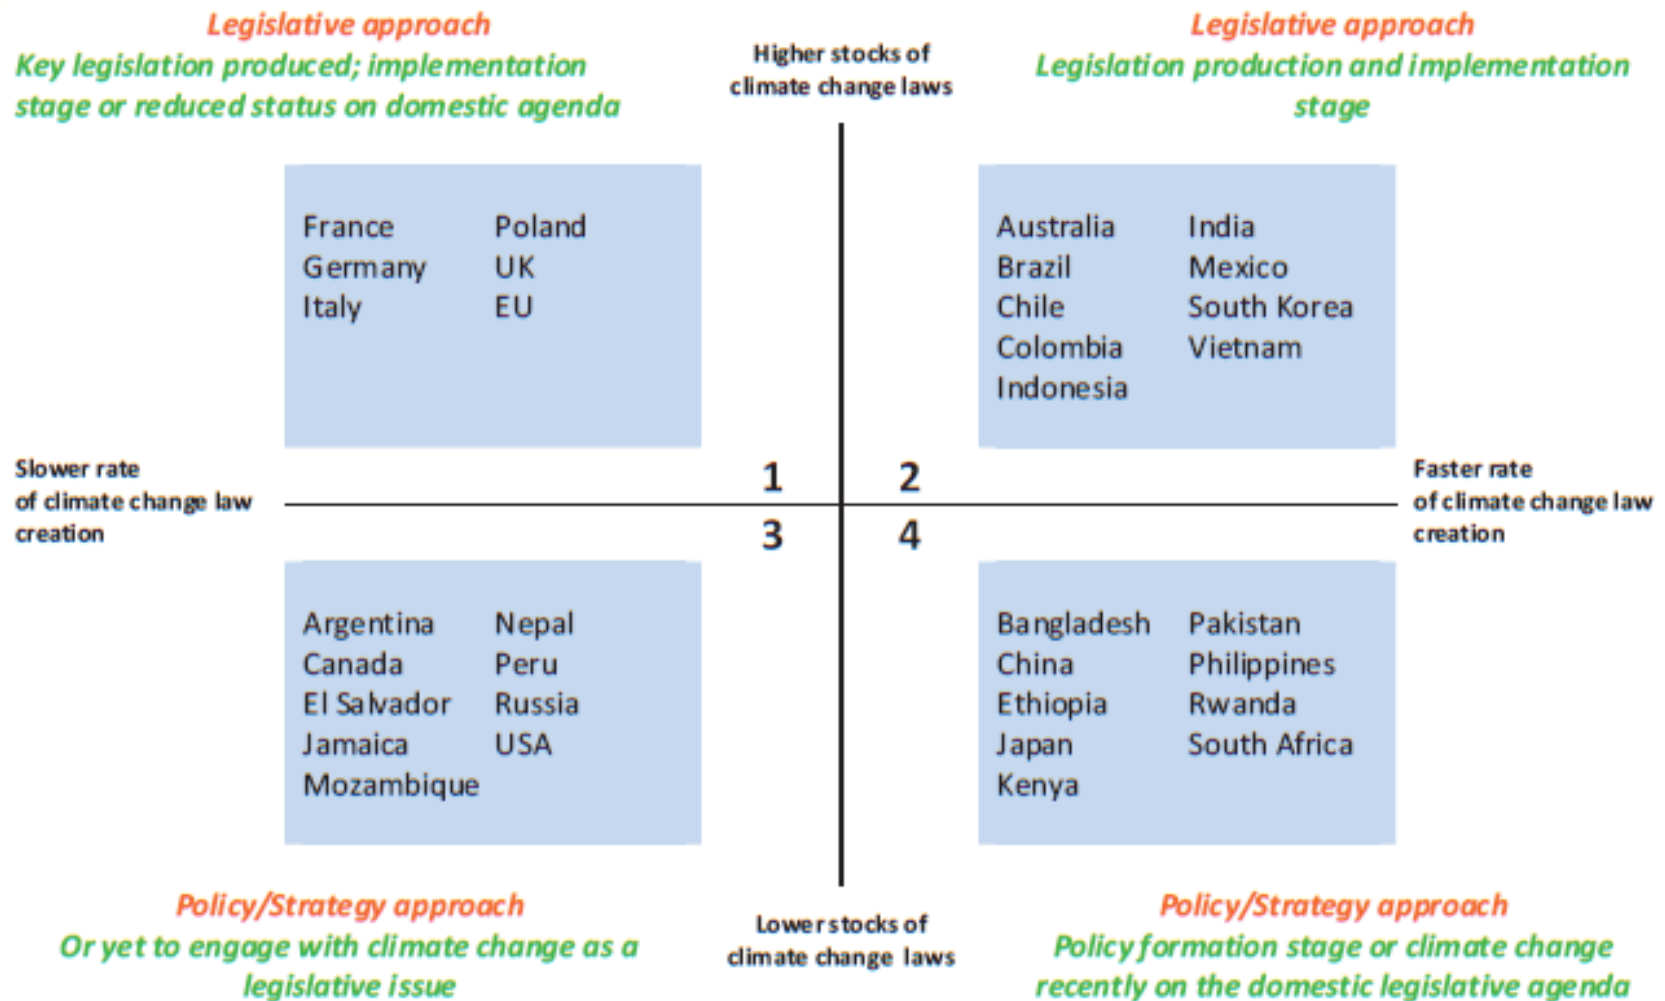 Legislative approach
Key legislation produced; implementation
stage or reduced status on domestic agenda
Higher stocks of
climate change laws
Legislative approach
Legislation production and implementation
stage
France Poland
Germany UK
Italy EU
Australia India
Brazil Mexico
Chile South Korea
Colombia Vietnam
Indonesia
Slower rate
of climate change law
creation
1 2
3 4
Faster rate
of climate change law
creation
Argentina Nepal
Canada Peru
El Salvador Russia
Jamaica USA
Mozambique
Bangladesh Pakistan
China Philippines
Ethiopia Rwanda
Japan South Africa
Kenya
Policy/Strategy approach
Or yet to engage with climate change as a
legislative issue
Lower stocks of
climate change laws
Policy/Strategy approach
Policy formation stage or climate change
recently on the domestic legislative agenda